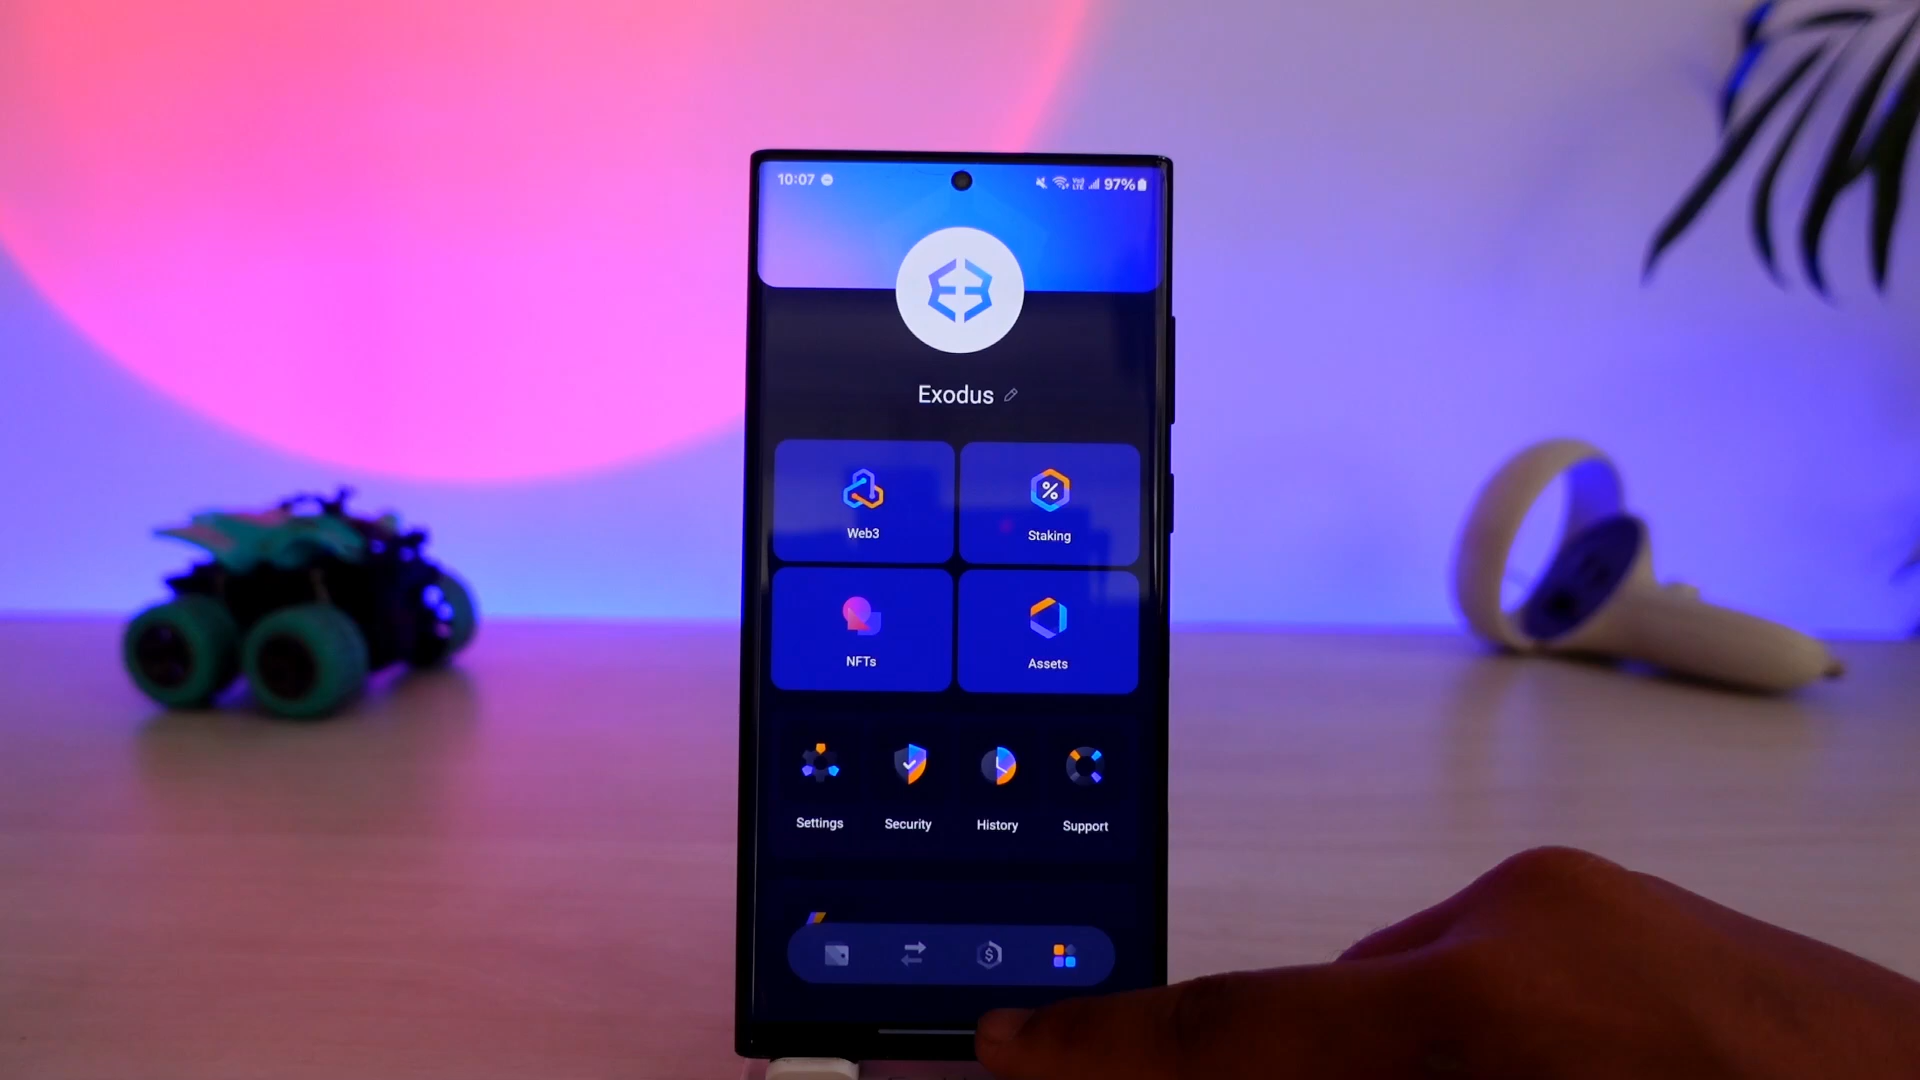 10:07 97%
Exodus
Web3 Staking
NFTs Assets
Settings Security History Support